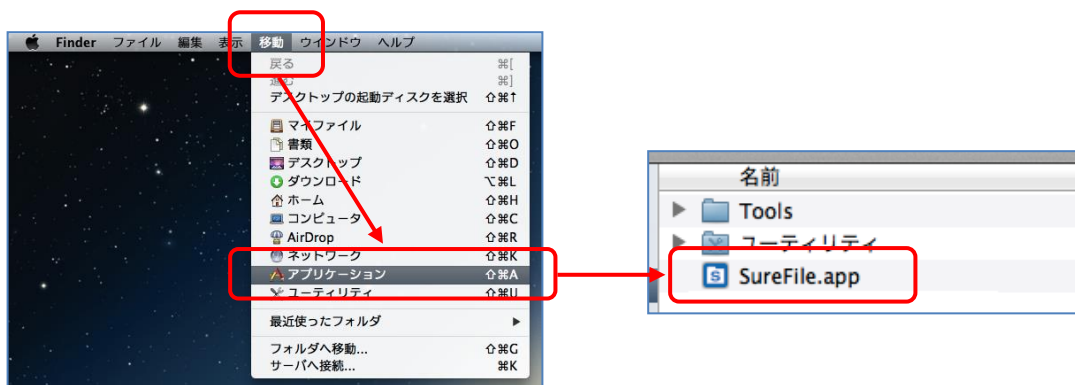 Finder ファイル 編集 表示 移動 ウインドウ ヘルプ
戻る ⌘[
進む ⌘]
デスクトップの起動ディスクを選択 ⇧⌘↑
マイファイル ⇧⌘F
書類 ⇧⌘O
デスクトップ ⇧⌘D
ダウンロード ⌥⌘L
ホーム ⇧⌘H
コンピュータ ⇧⌘C
AirDrop ⇧⌘R
ネットワーク ⇧⌘K
アプリケーション ⇧⌘A
ユーティリティ ⇧⌘U
最近使ったフォルダ ▶
フォルダへ移動... ⇧⌘G
サーバへ接続... ⌘K
名前
Tools
ユーティリティ
S SureFile.app